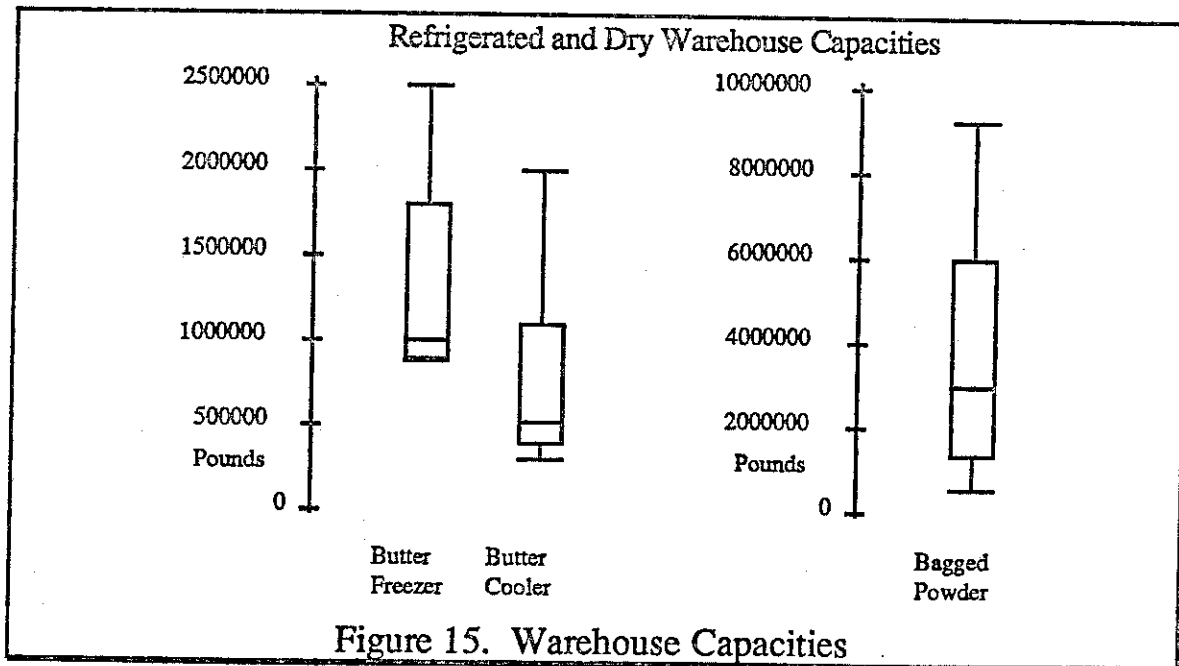 Refrigerated and Dry Warehouse Capacities
2500000
2000000
1500000
1000000
500000
Pounds
0
Butter Freezer
Butter Cooler
10000000
8000000
6000000
4000000
2000000
Pounds
0
Bagged Powder
Figure 15. Warehouse Capacities